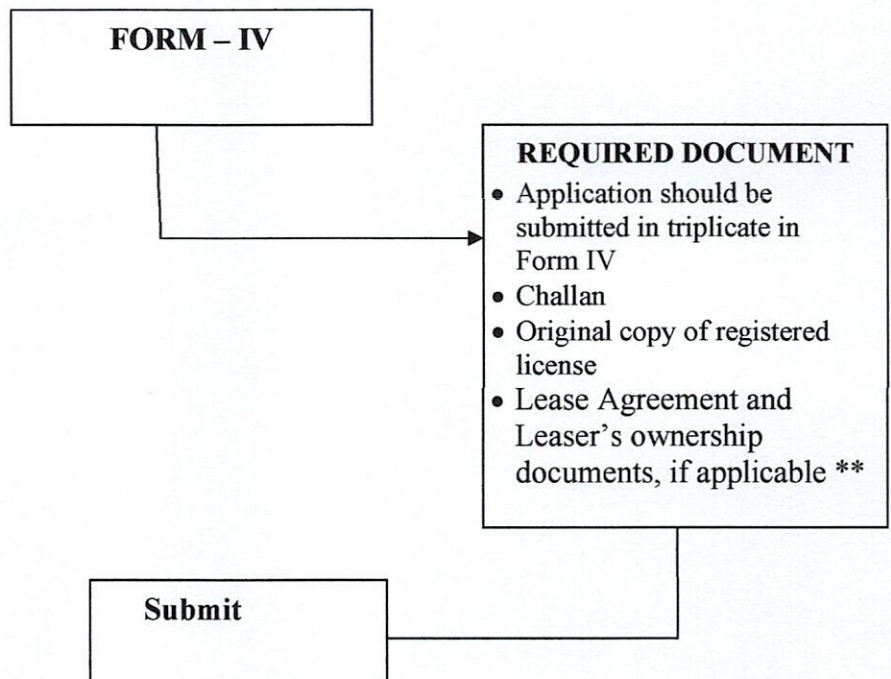 FORM – IV
REQUIRED DOCUMENT
• Application should be
submitted in triplicate in
Form IV
• Challan
• Original copy of registered
license
• Lease Agreement and
Leaser’s ownership
documents, if applicable **
Submit